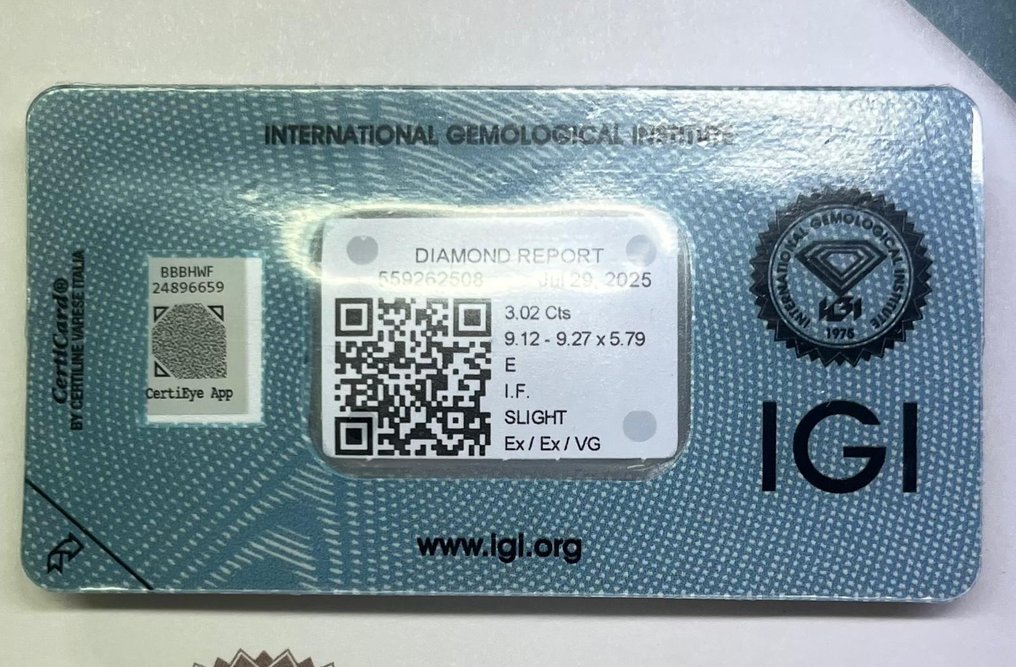 INTERNATIONAL GEMOLOGICAL INSTITUTE
BBBHWF
24896659
CertiEye App
CertiCard®
BY CERTILINE VARESE ITALIA
DIAMOND REPORT
559262508 Jul 29, 2025
3.02 Cts
9.12 - 9.27 x 5.79
E
I.F.
SLIGHT
Ex / Ex / VG
INTERNATIONAL GEMOLOGICAL INSTITUTE
IGI
1975
IGI
www.igi.org